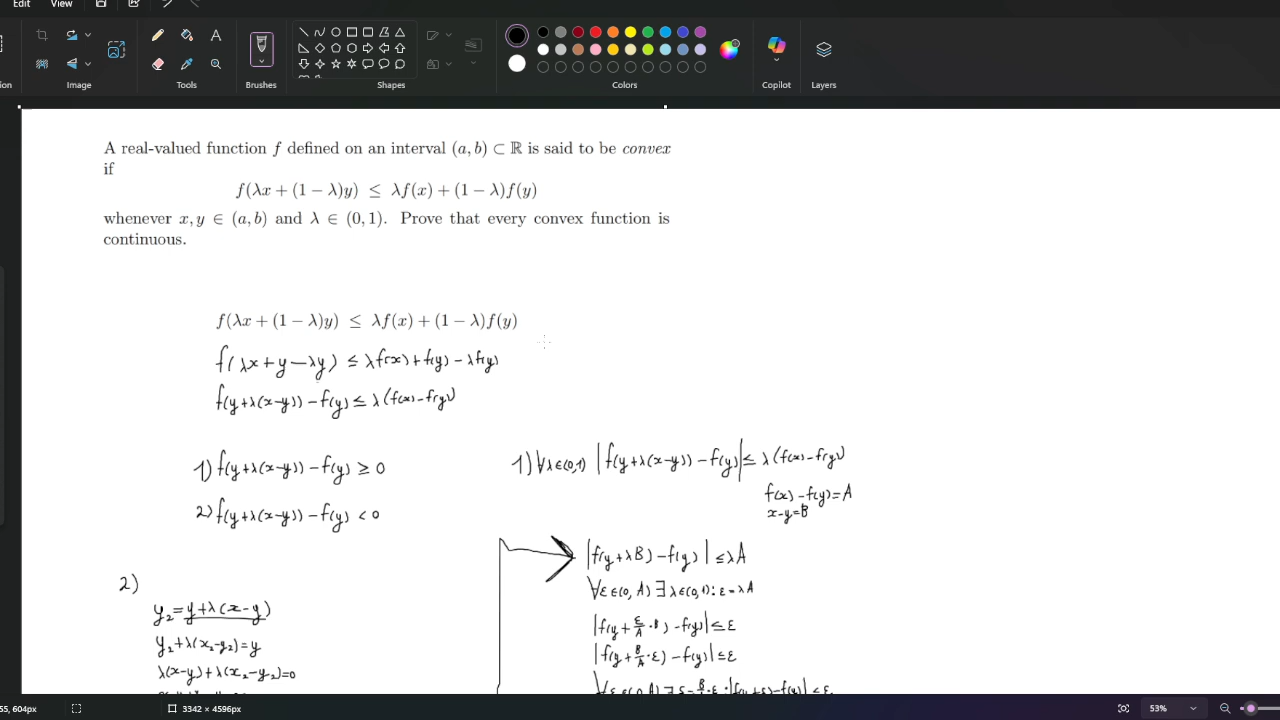 Edit
View
Image
Tools
Brushes
Shapes
Colors
Copilot
Layers
A real-valued function f defined on an interval (a, b) ⊂ ℝ is said to be convex
if
f(λx + (1 − λ)y) ≤ λf(x) + (1 − λ)f(y)
whenever x, y ∈ (a, b) and λ ∈ (0, 1). Prove that every convex function is
continuous.
f(λx + (1 − λ)y) ≤ λf(x) + (1 − λ)f(y)
f(λx+y−λy) ≤ λf(x)+f(y)−λf(y)
f(y+λ(x−y))−f(y) ≤ λ(f(x)−f(y))
1) f(y+λ(x−y))−f(y) ≥ 0
2) f(y+λ(x−y))−f(y) < 0
1) ∀λ∈(0,1) |f(y+λ(x−y))−f(y)| ≤ λ(f(x)−f(y))
f(x)−f(y)=A
x−y=B
|f(y+λB)−f(y)| ≤ λA
∀ε∈(0,A) ∃λ∈(0,1): ε=λA
|f(y+ε/A·B)−f(y)| ≤ ε
|f(y+B/A·ε)−f(y)| ≤ ε
2)
y₂=y+λ(x−y)
y₂+λ(x₂−y₂)=y
λ(x−y)+λ(x₂−y₂)=0
3342 × 4596px
53%